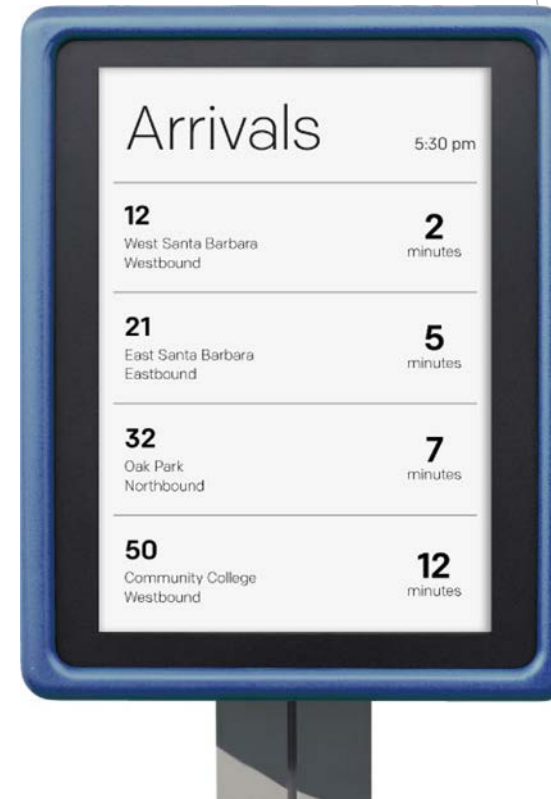 Arrivals
5:30 pm
12
West Santa Barbara
Westbound
2
minutes
21
East Santa Barbara
Eastbound
5
minutes
32
Oak Park
Northbound
7
minutes
50
Community College
Westbound
12
minutes